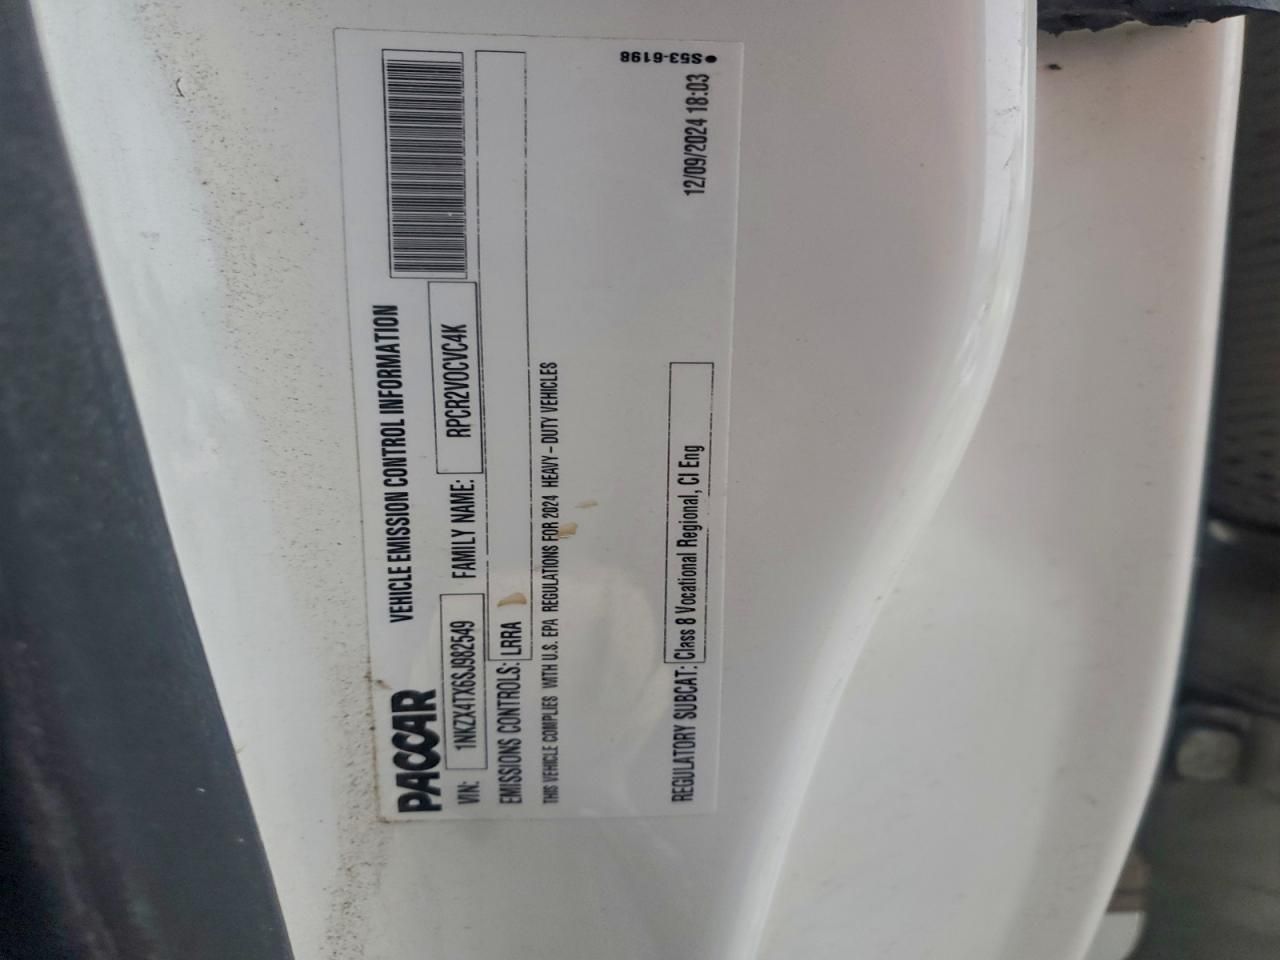 PACCAR
VEHICLE EMISSION CONTROL INFORMATION
VIN: 1NKZX4TX6SJ982549 FAMILY NAME: RPCR2VOCVC4K
EMISSIONS CONTROLS: LRRA
THIS VEHICLE COMPLIES WITH U.S. EPA REGULATIONS FOR 2024 HEAVY-DUTY VEHICLES
REGULATORY SUBCAT: Class 8 Vocational Regional, CI Eng
12/09/2024 18:03
● S53-6198